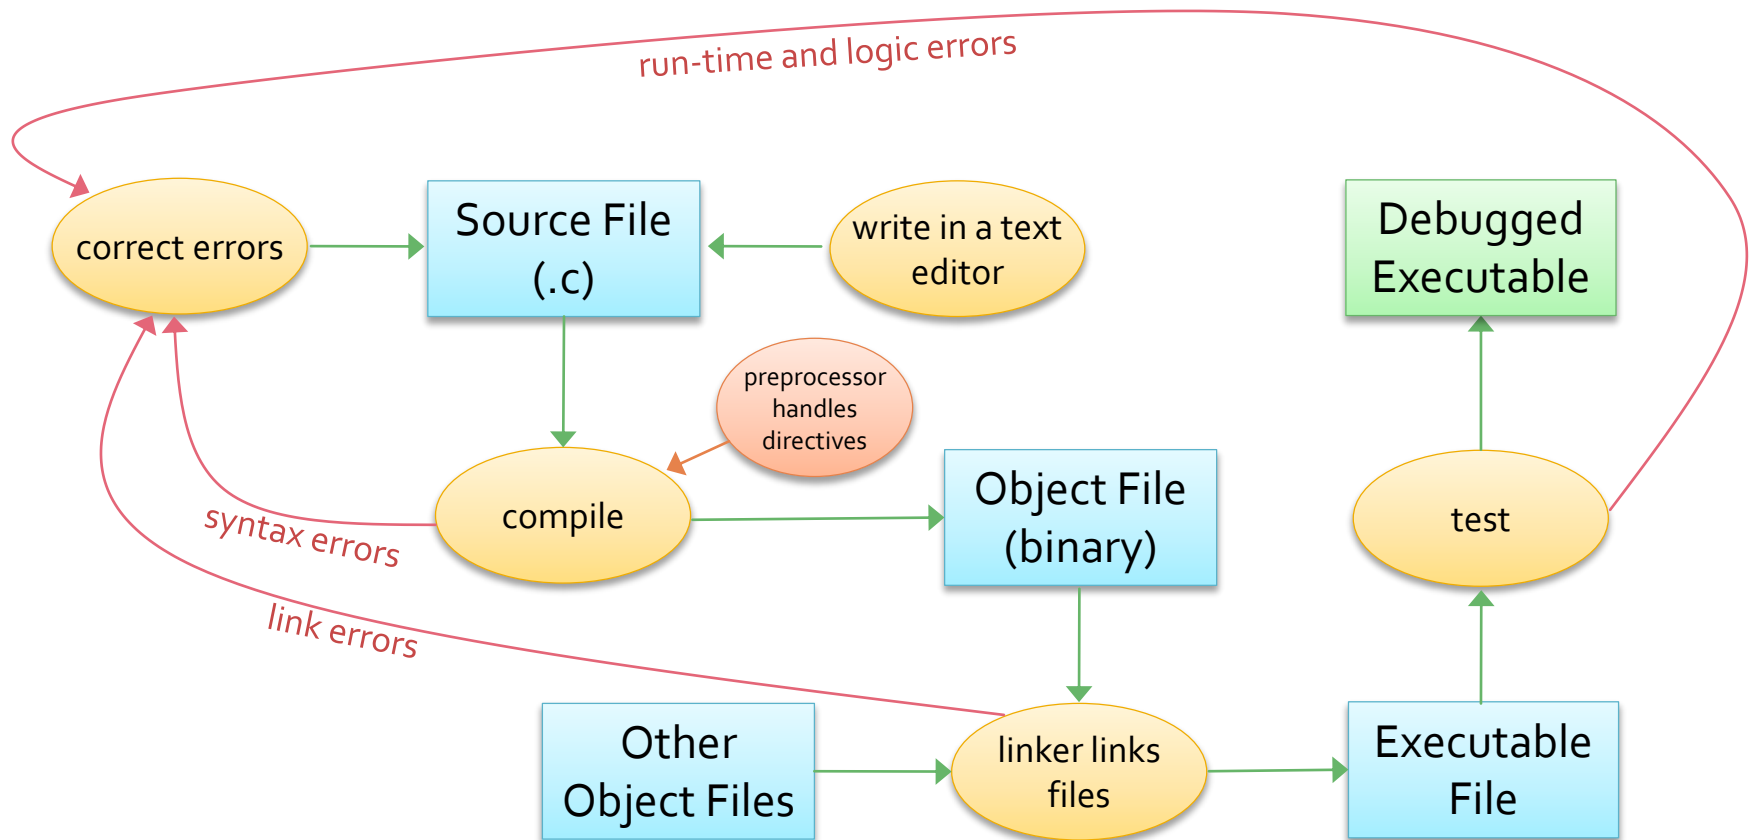 run-time and logic errors
correct errors
Source File
(.c)
write in a text
editor
Debugged
Executable
preprocessor
handles
directives
compile
Object File
(binary)
test
syntax errors
link errors
Other
Object Files
linker links
files
Executable
File